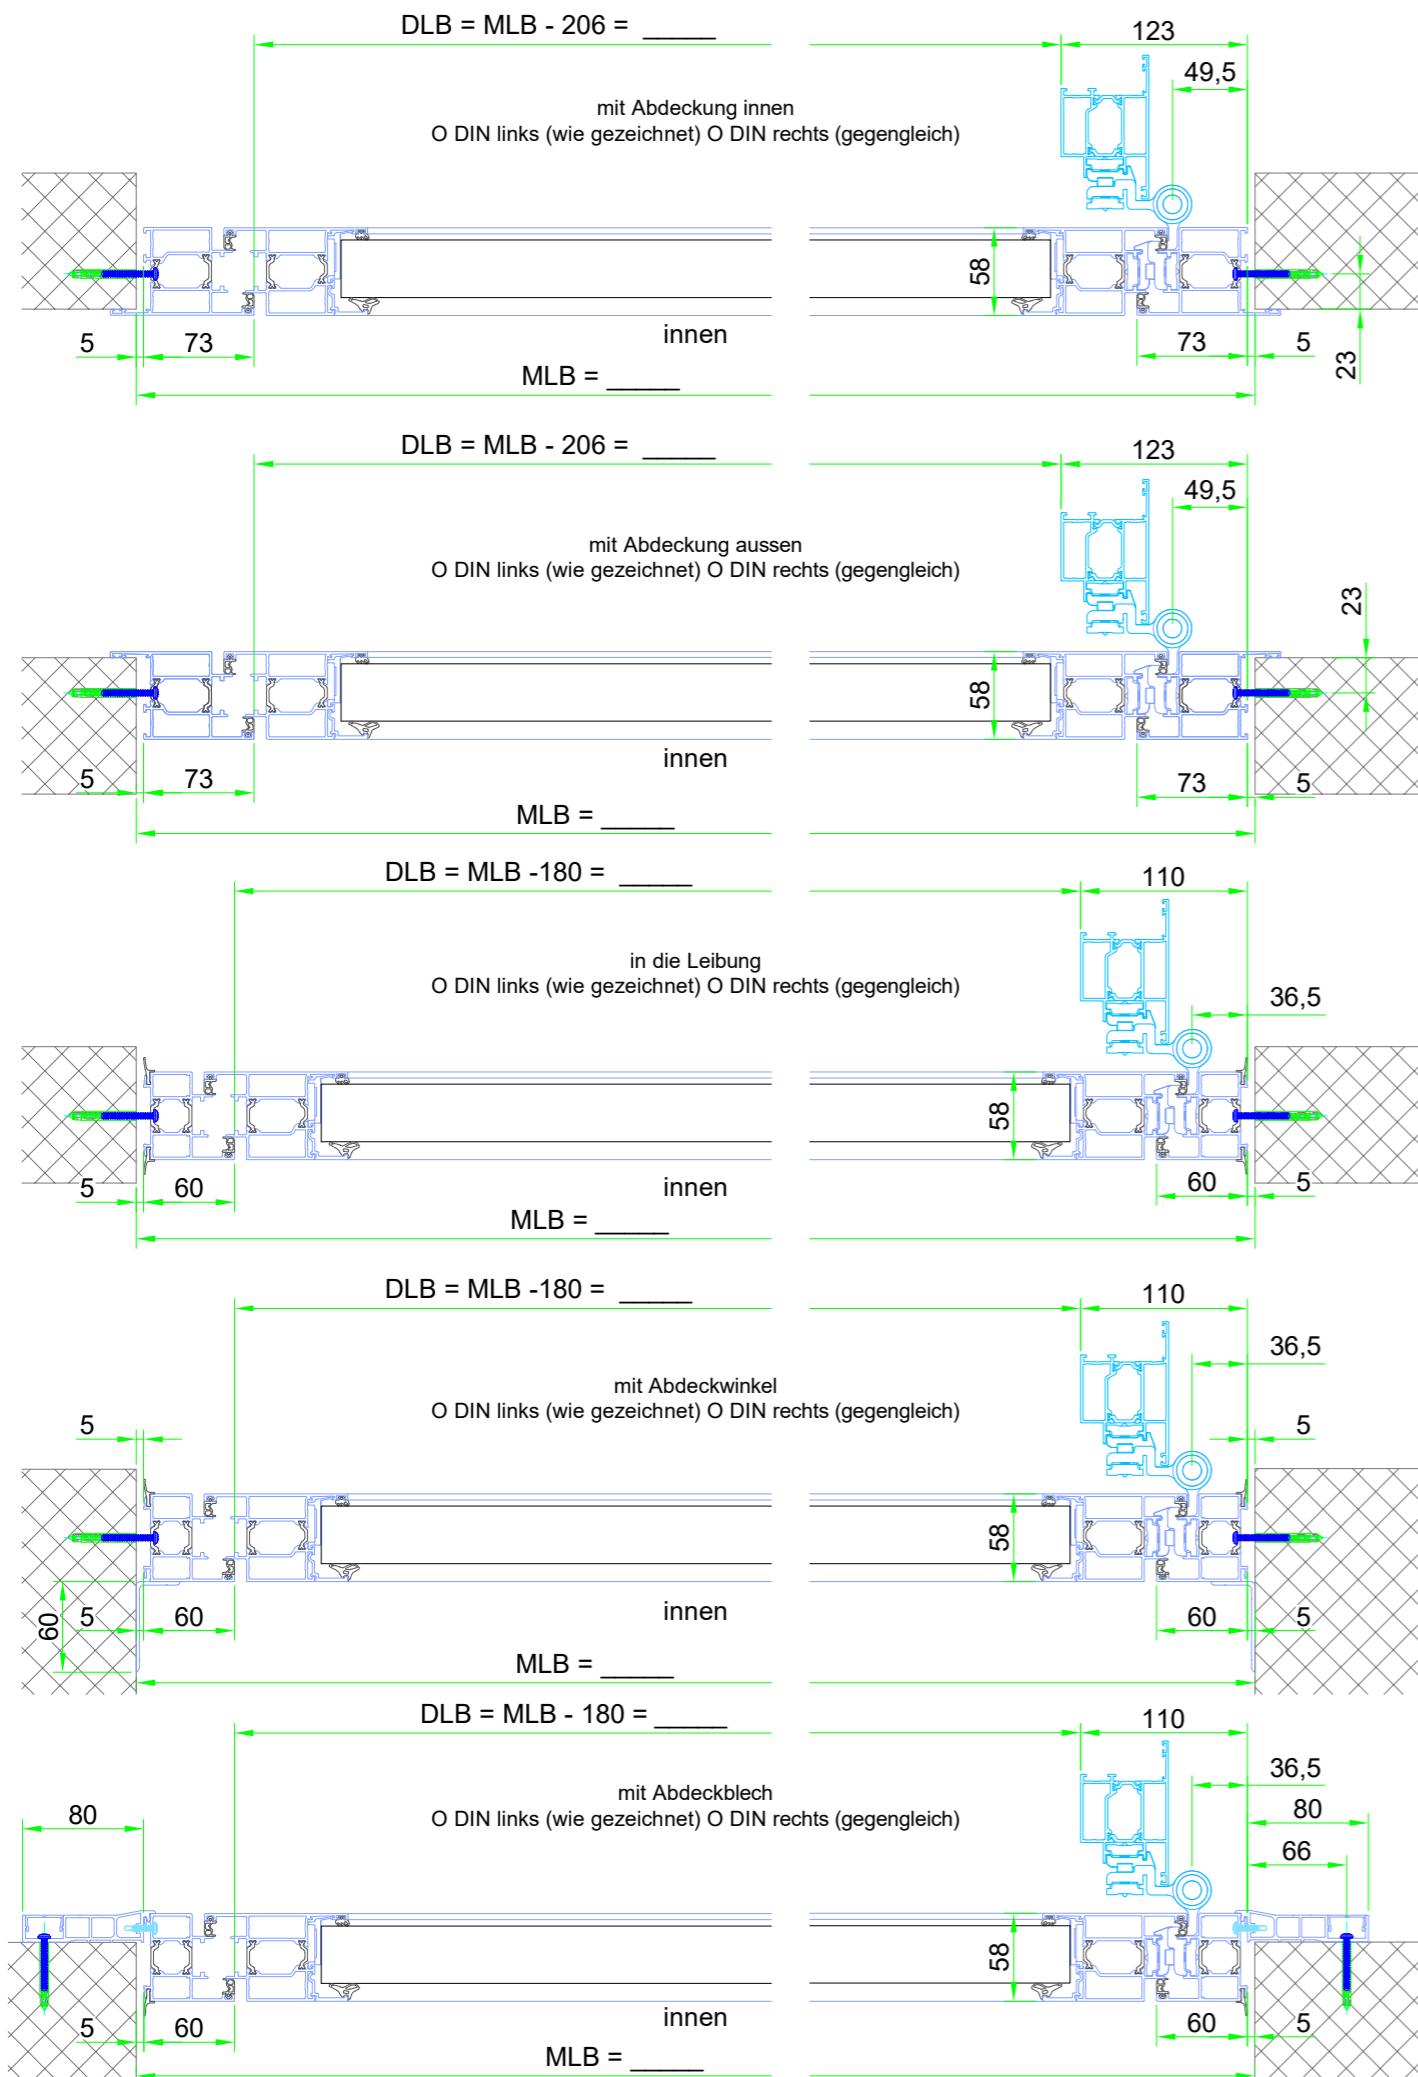 DLB = MLB - 206 = _____
123
49,5
mit Abdeckung innen
O DIN links (wie gezeichnet) O DIN rechts (gegengleich)
58
innen
5
73
73
5
23
MLB = _____
DLB = MLB - 206 = _____
123
49,5
mit Abdeckung aussen
O DIN links (wie gezeichnet) O DIN rechts (gegengleich)
23
58
innen
5
73
73
5
MLB = _____
DLB = MLB -180 = _____
110
in die Leibung
O DIN links (wie gezeichnet) O DIN rechts (gegengleich)
36,5
58
innen
5
60
60
5
MLB = _____
DLB = MLB -180 = _____
110
36,5
mit Abdeckwinkel
O DIN links (wie gezeichnet) O DIN rechts (gegengleich)
5
5
58
innen
60
5
60
60
5
MLB = _____
DLB = MLB - 180 = _____
110
36,5
mit Abdeckblech
O DIN links (wie gezeichnet) O DIN rechts (gegengleich)
80
80
66
58
innen
5
60
60
5
MLB = _____